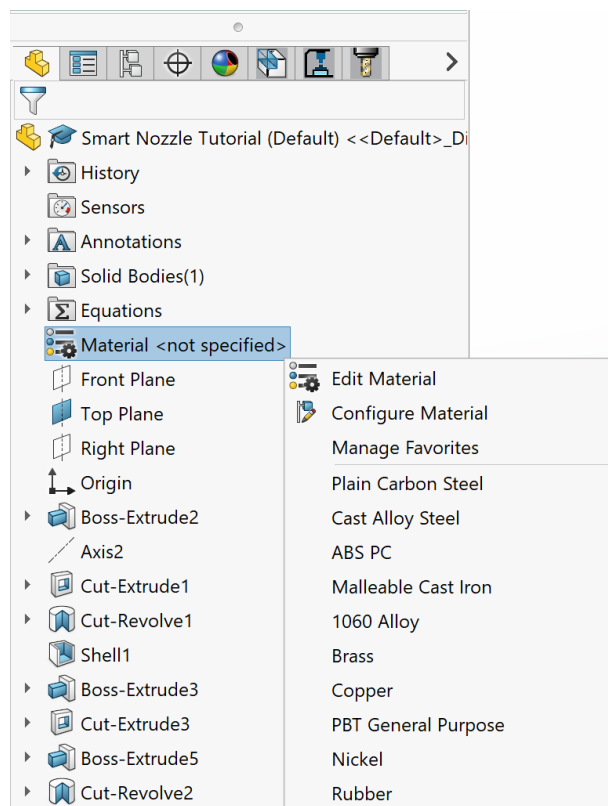 Smart Nozzle Tutorial (Default) <<Default>_Di
History
Sensors
Annotations
Solid Bodies(1)
Equations
Material <not specified>
Edit Material
Front Plane
Configure Material
Top Plane
Manage Favorites
Right Plane
Plain Carbon Steel
Origin
Cast Alloy Steel
Boss-Extrude2
ABS PC
Axis2
Malleable Cast Iron
Cut-Extrude1
1060 Alloy
Cut-Revolve1
Brass
Shell1
Copper
Boss-Extrude3
PBT General Purpose
Cut-Extrude3
Nickel
Boss-Extrude5
Rubber
Cut-Revolve2